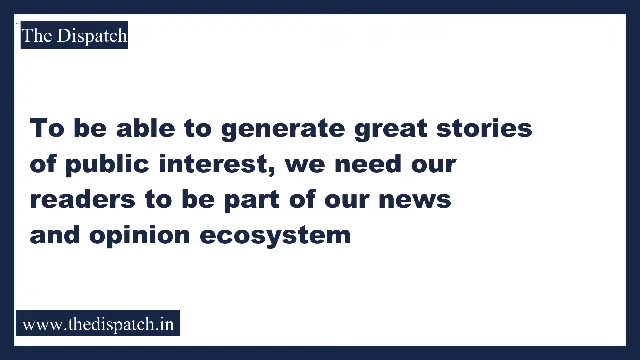 The Dispatch
To be able to generate great stories
of public interest, we need our
readers to be part of our news
and opinion ecosystem
www.thedispatch.in